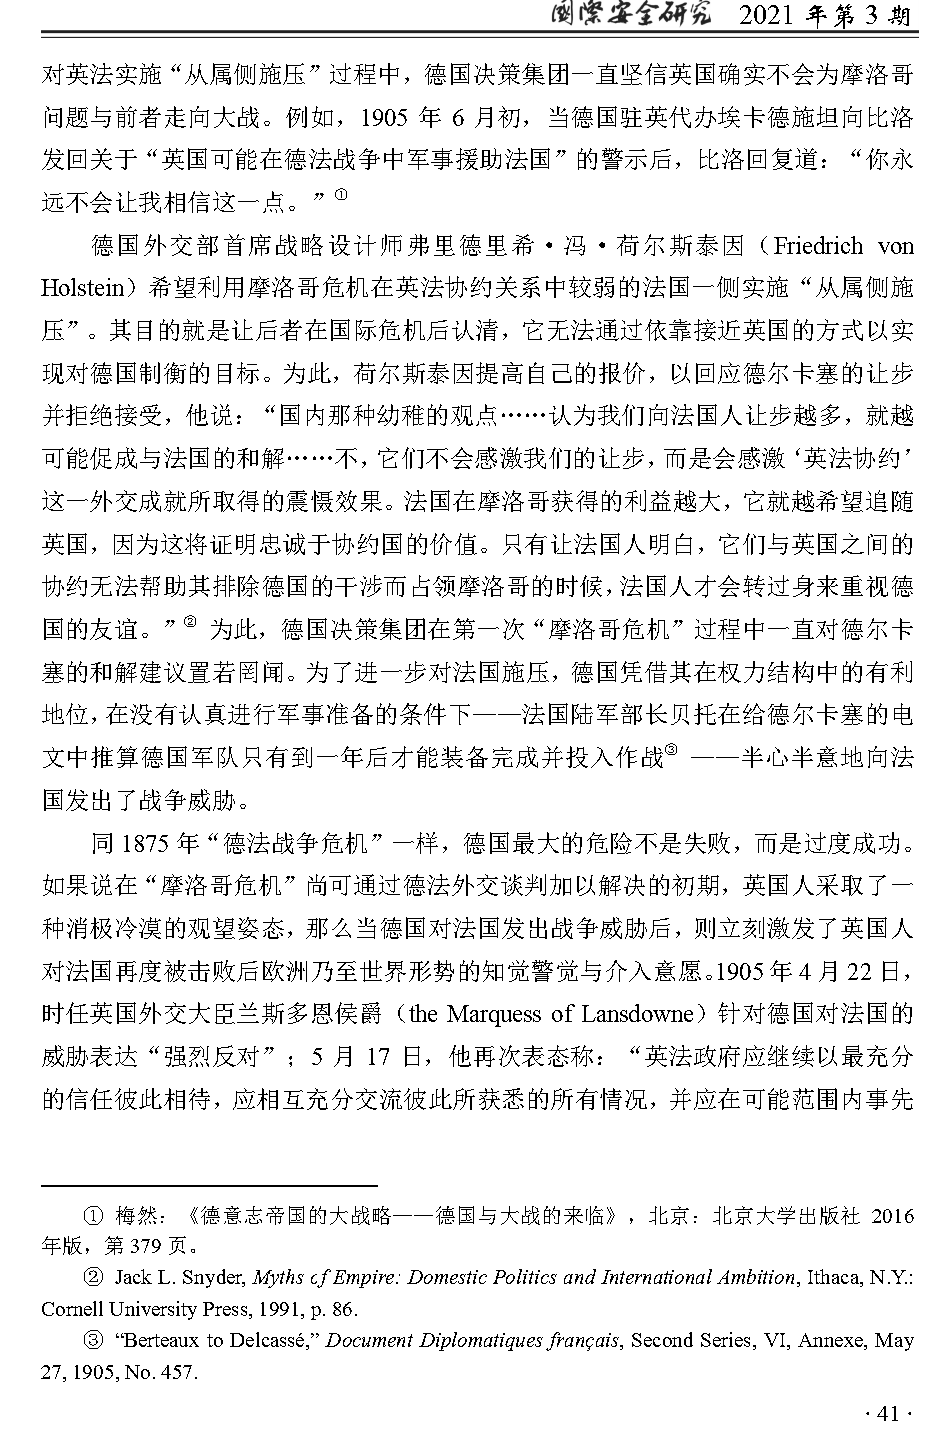 國際安全研究 2021 年第 3 期
对英法实施“从属侧施压”过程中，德国决策集团一直坚信英国确实不会为摩洛哥
问题与前者走向大战。例如，1905 年 6 月初，当德国驻英代办埃卡德施坦向比洛
发回关于“英国可能在德法战争中军事援助法国”的警示后，比洛回复道：“你永
远不会让我相信这一点。”①
德国外交部首席战略设计师弗里德里希·冯·荷尔斯泰因（Friedrich von
Holstein）希望利用摩洛哥危机在英法协约关系中较弱的法国一侧实施“从属侧施
压”。其目的就是让后者在国际危机后认清，它无法通过依靠接近英国的方式以实
现对德国制衡的目标。为此，荷尔斯泰因提高自己的报价，以回应德尔卡塞的让步
并拒绝接受，他说：“国内那种幼稚的观点……认为我们向法国人让步越多，就越
可能促成与法国的和解……不，它们不会感激我们的让步，而是会感激‘英法协约’
这一外交成就所取得的震慑效果。法国在摩洛哥获得的利益越大，它就越希望追随
英国，因为这将证明忠诚于协约国的价值。只有让法国人明白，它们与英国之间的
协约无法帮助其排除德国的干涉而占领摩洛哥的时候，法国人才会转过身来重视德
国的友谊。”② 为此，德国决策集团在第一次“摩洛哥危机”过程中一直对德尔卡
塞的和解建议置若罔闻。为了进一步对法国施压，德国凭借其在权力结构中的有利
地位，在没有认真进行军事准备的条件下——法国陆军部长贝托在给德尔卡塞的电
文中推算德国军队只有到一年后才能装备完成并投入作战③ ——半心半意地向法
国发出了战争威胁。
同 1875 年“德法战争危机”一样，德国最大的危险不是失败，而是过度成功。
如果说在“摩洛哥危机”尚可通过德法外交谈判加以解决的初期，英国人采取了一
种消极冷漠的观望姿态，那么当德国对法国发出战争威胁后，则立刻激发了英国人
对法国再度被击败后欧洲乃至世界形势的知觉警觉与介入意愿。1905 年 4 月 22 日，
时任英国外交大臣兰斯多恩侯爵（the Marquess of Lansdowne）针对德国对法国的
威胁表达“强烈反对”；5 月 17 日，他再次表态称：“英法政府应继续以最充分
的信任彼此相待，应相互充分交流彼此所获悉的所有情况，并应在可能范围内事先
① 梅然：《德意志帝国的大战略——德国与大战的来临》，北京：北京大学出版社 2016
年版，第 379 页。
② Jack L. Snyder, Myths of Empire: Domestic Politics and International Ambition, Ithaca, N.Y.:
Cornell University Press, 1991, p. 86.
③ “Berteaux to Delcassé,” Document Diplomatiques français, Second Series, VI, Annexe, May
27, 1905, No. 457.
· 41 ·